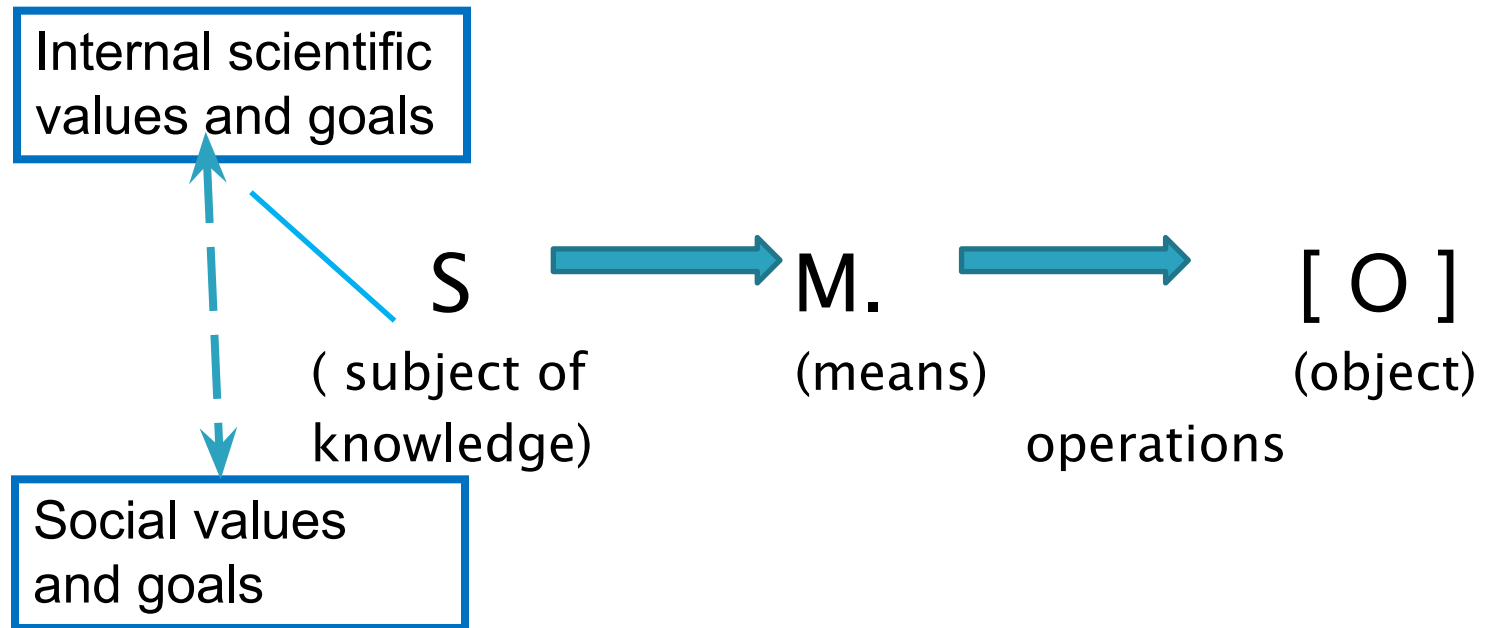 Internal scientific
values and goals
S M. [ O ]
( subject of (means) (object)
knowledge) operations
Social values
and goals